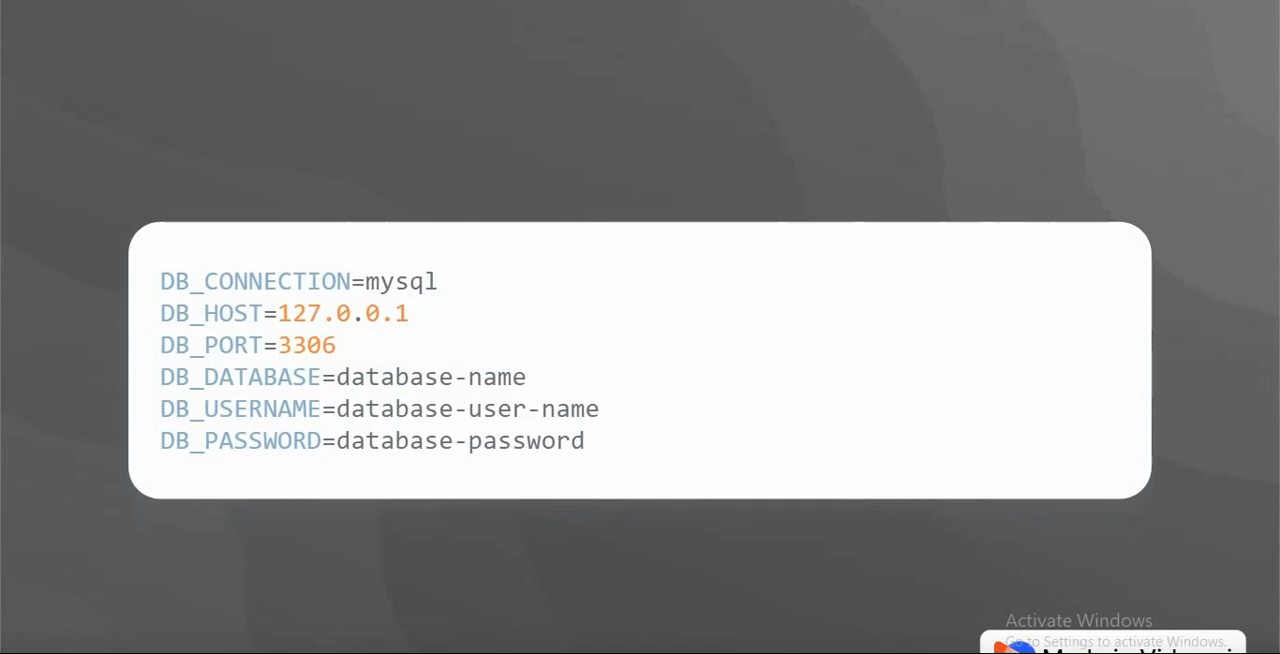 DB_CONNECTION=mysql
DB_HOST=127.0.0.1
DB_PORT=3306
DB_DATABASE=database-name
DB_USERNAME=database-user-name
DB_PASSWORD=database-password
Activate Windows
Go to Settings to activate Windows.